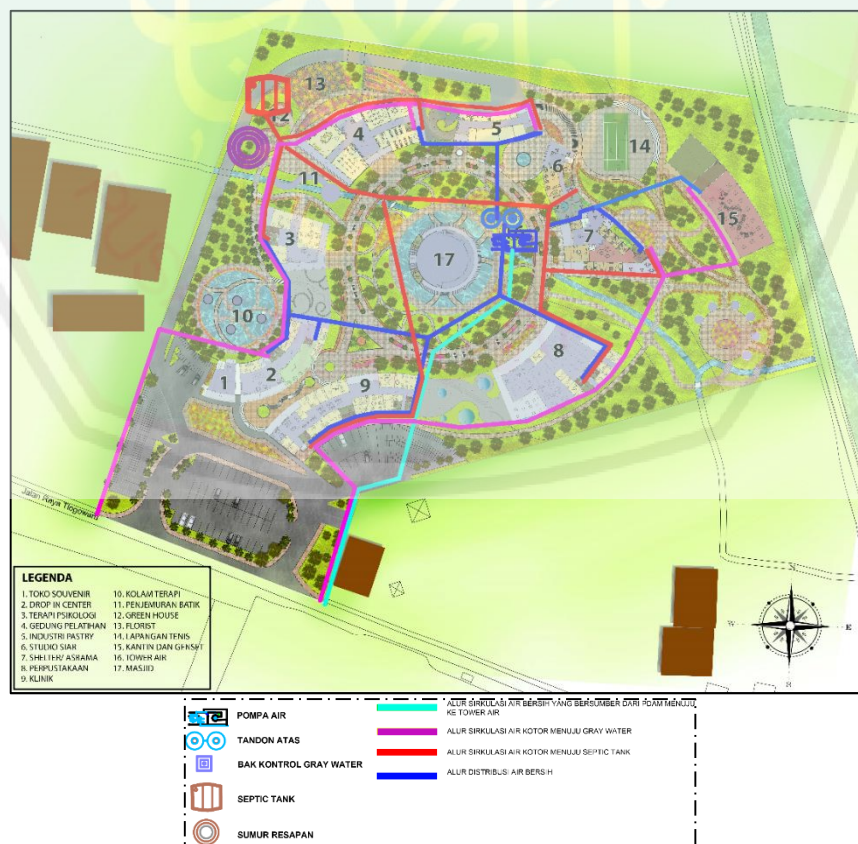 13
12
4
5
14
6
11
15
3
7
17
10
8
2
1
9
Jalan Raya Tlogowaru
N
W
E
LEGENDA
1. TOKO SOUVENIR
2. DROP IN CENTER
3. TERAPI PSIKOLOGI
4. GEDUNG PELATIHAN
5. INDUSTRI PASTRY
6. STUDIO SIAR
7. SHELTER/ ASRAMA
8. PERPUSTAKAAN
9. KLINIK
10. KOLAM TERAPI
11. PENJEMURAN BATIK
12. GREEN HOUSE
13. FLORIST
14. LAPANGAN TENIS
15. KANTIN DAN GENSET
16. TOWER AIR
17. MASJID
POMPA AIR
TANDON ATAS
BAK KONTROL GRAY WATER
SEPTIC TANK
SUMUR RESAPAN
ALUR SIRKULASI AIR BERSIH YANG BERSUMBER DARI PDAM MENUJU
KE TOWER AIR
ALUR SIRKULASI AIR KOTOR MENUJU GRAY WATER
ALUR SIRKULASI AIR KOTOR MENUJU SEPTIC TANK
ALUR DISTRIBUSI AIR BERSIH